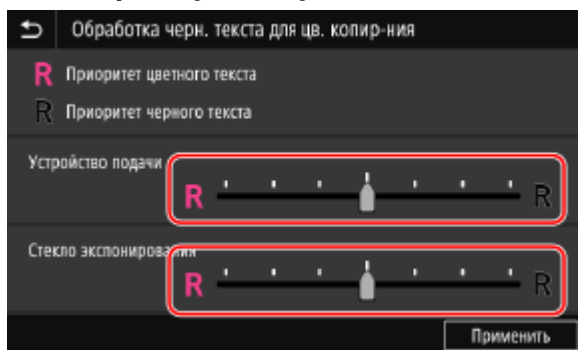 Обработка черн. текста для цв. копир-ния
R Приоритет цветного текста
R Приоритет черного текста
Устройство подачи
R R
Стекло экспонирования
R R
Применить